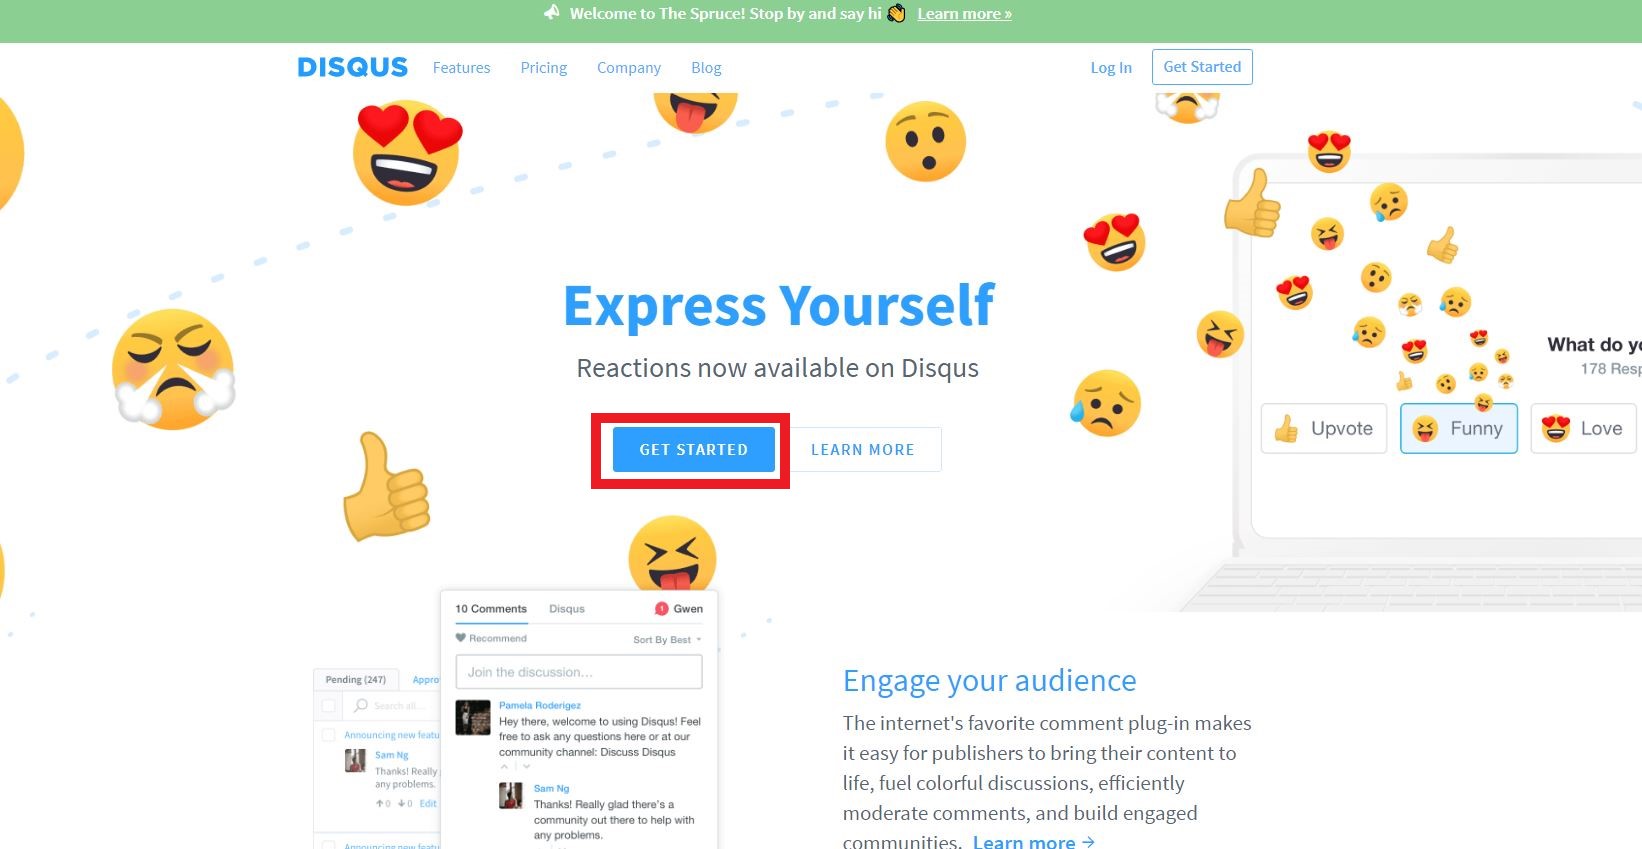 Welcome to The Spruce! Stop by and say hi 👋 Learn more »
DISQUS Features Pricing Company Blog Log In Get Started
Express Yourself
Reactions now available on Disqus
GET STARTED LEARN MORE
What do yo
178 Resp
Upvote Funny Love
10 Comments Disqus 1 Gwen
Recommend Sort By Best
Join the discussion...
Pamela Roderigez
Hey there, welcome to using Disqus! Feel
free to ask any questions here or at our
community channel: Discuss Disqus
Sam Ng
Thanks! Really glad there's a
community out there to help with
any problems.
Pending (247) Appro
Search all...
Announcing new featu
Sam Ng
Thanks! Really
any problems.
0 0 Edit
Announcing new featu
Engage your audience
The internet's favorite comment plug-in makes
it easy for publishers to bring their content to
life, fuel colorful discussions, efficiently
moderate comments, and build engaged
communities. Learn more →